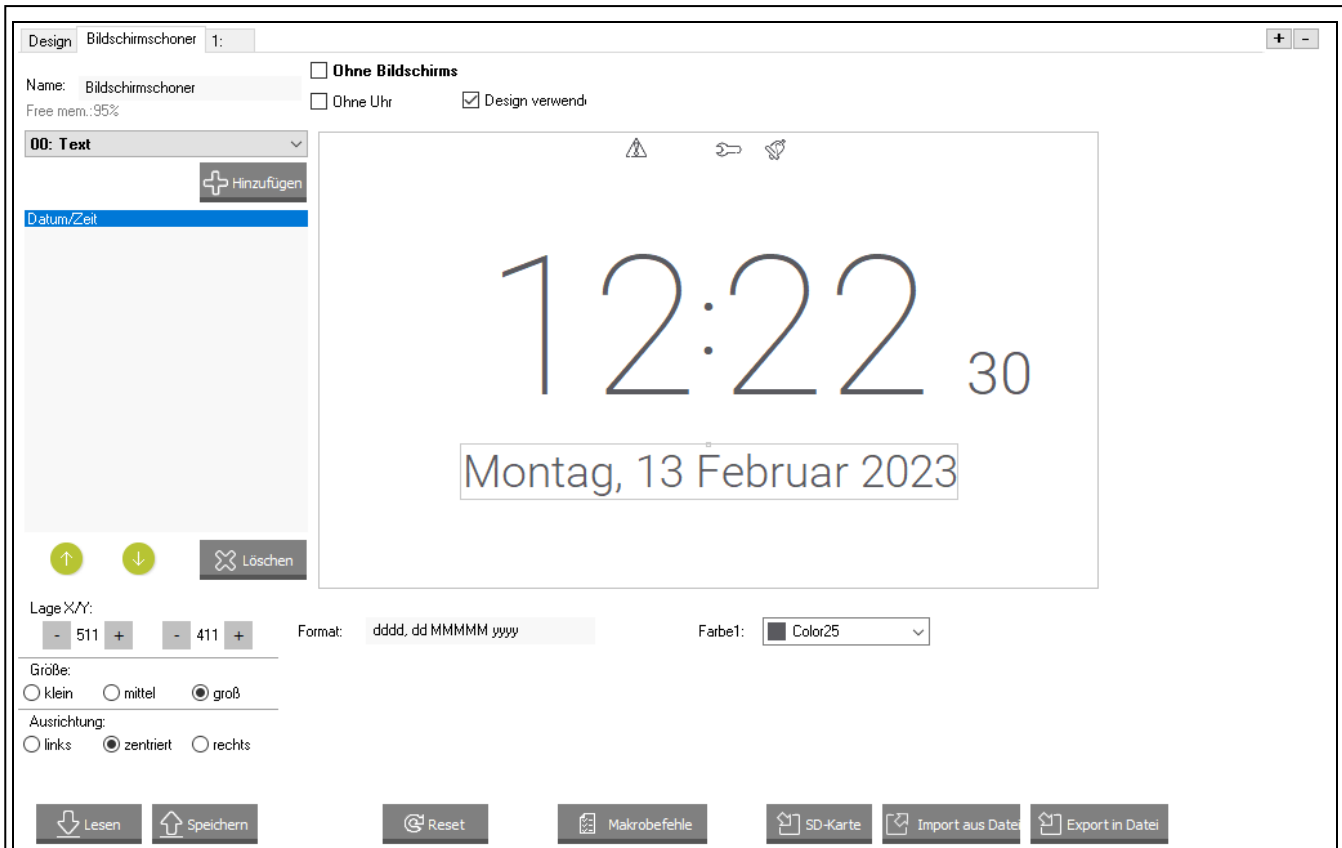 Design Bildschirmschoner 1: + -
Ohne Bildschirms
Name: Bildschirmschoner
Ohne Uhr Design verwend
Free mem.:95%
00: Text
Hinzufügen
Datum/Zeit
12:22 30
Montag, 13 Februar 2023
Löschen
Lage X/Y:
- 511 + - 411 + Format: dddd, dd MMMMM yyyy Farbe1: Color25
Größe:
klein mittel groß
Ausrichtung:
links zentriert rechts
Lesen Speichern Reset Makrobefehle SD-Karte Import aus Datei Export in Datei